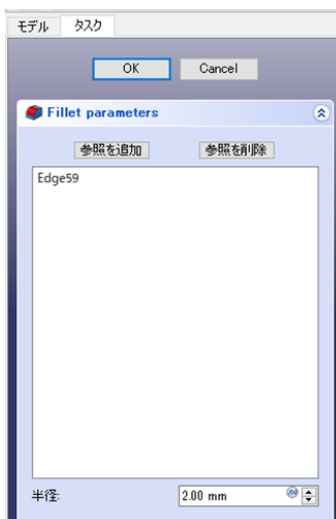 モデル タスク
OK Cancel
Fillet parameters
参照を追加 参照を削除
Edge59
半径: 2.00 mm